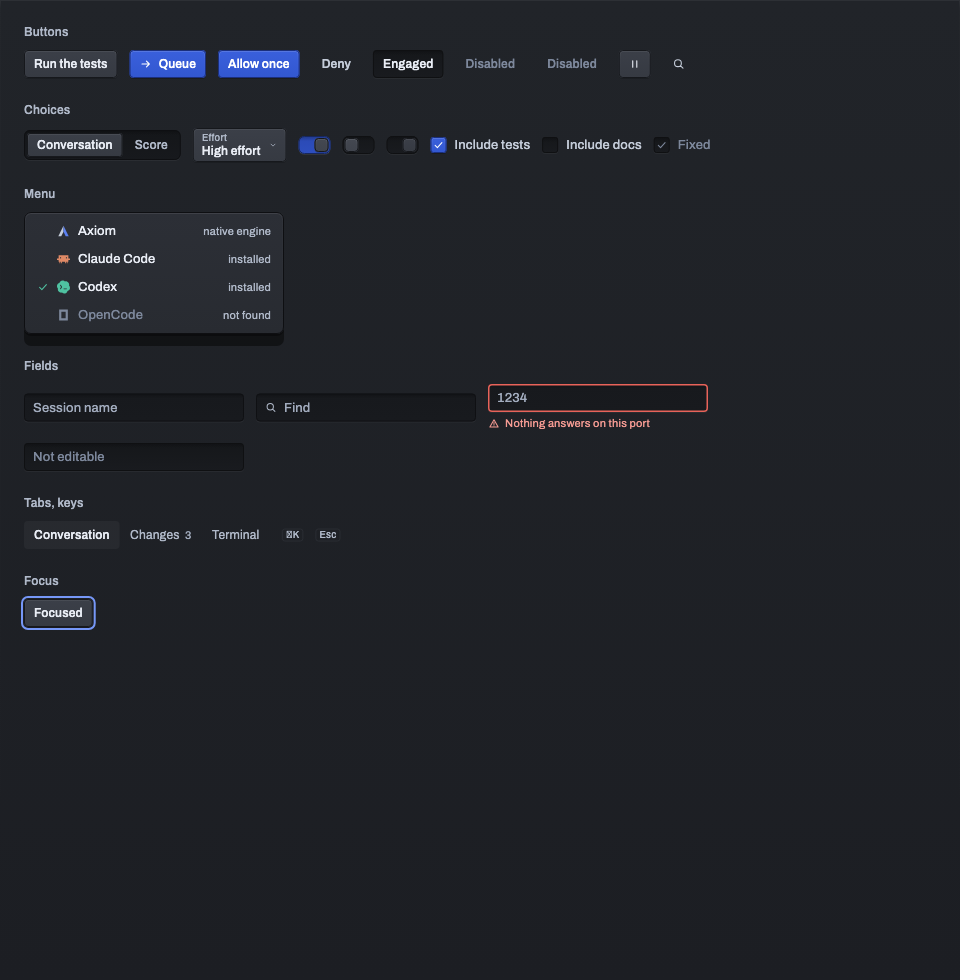 Buttons
Run the tests
Queue
Allow once
Deny
Engaged
Disabled
Disabled
Choices
Conversation
Score
Effort
High effort
Include tests
Include docs
Fixed
Menu
Axiom native engine
Claude Code installed
Codex installed
OpenCode not found
Fields
Session name
Find
1234
Nothing answers on this port
Not editable
Tabs, keys
Conversation
Changes 3
Terminal
K
Esc
Focus
Focused